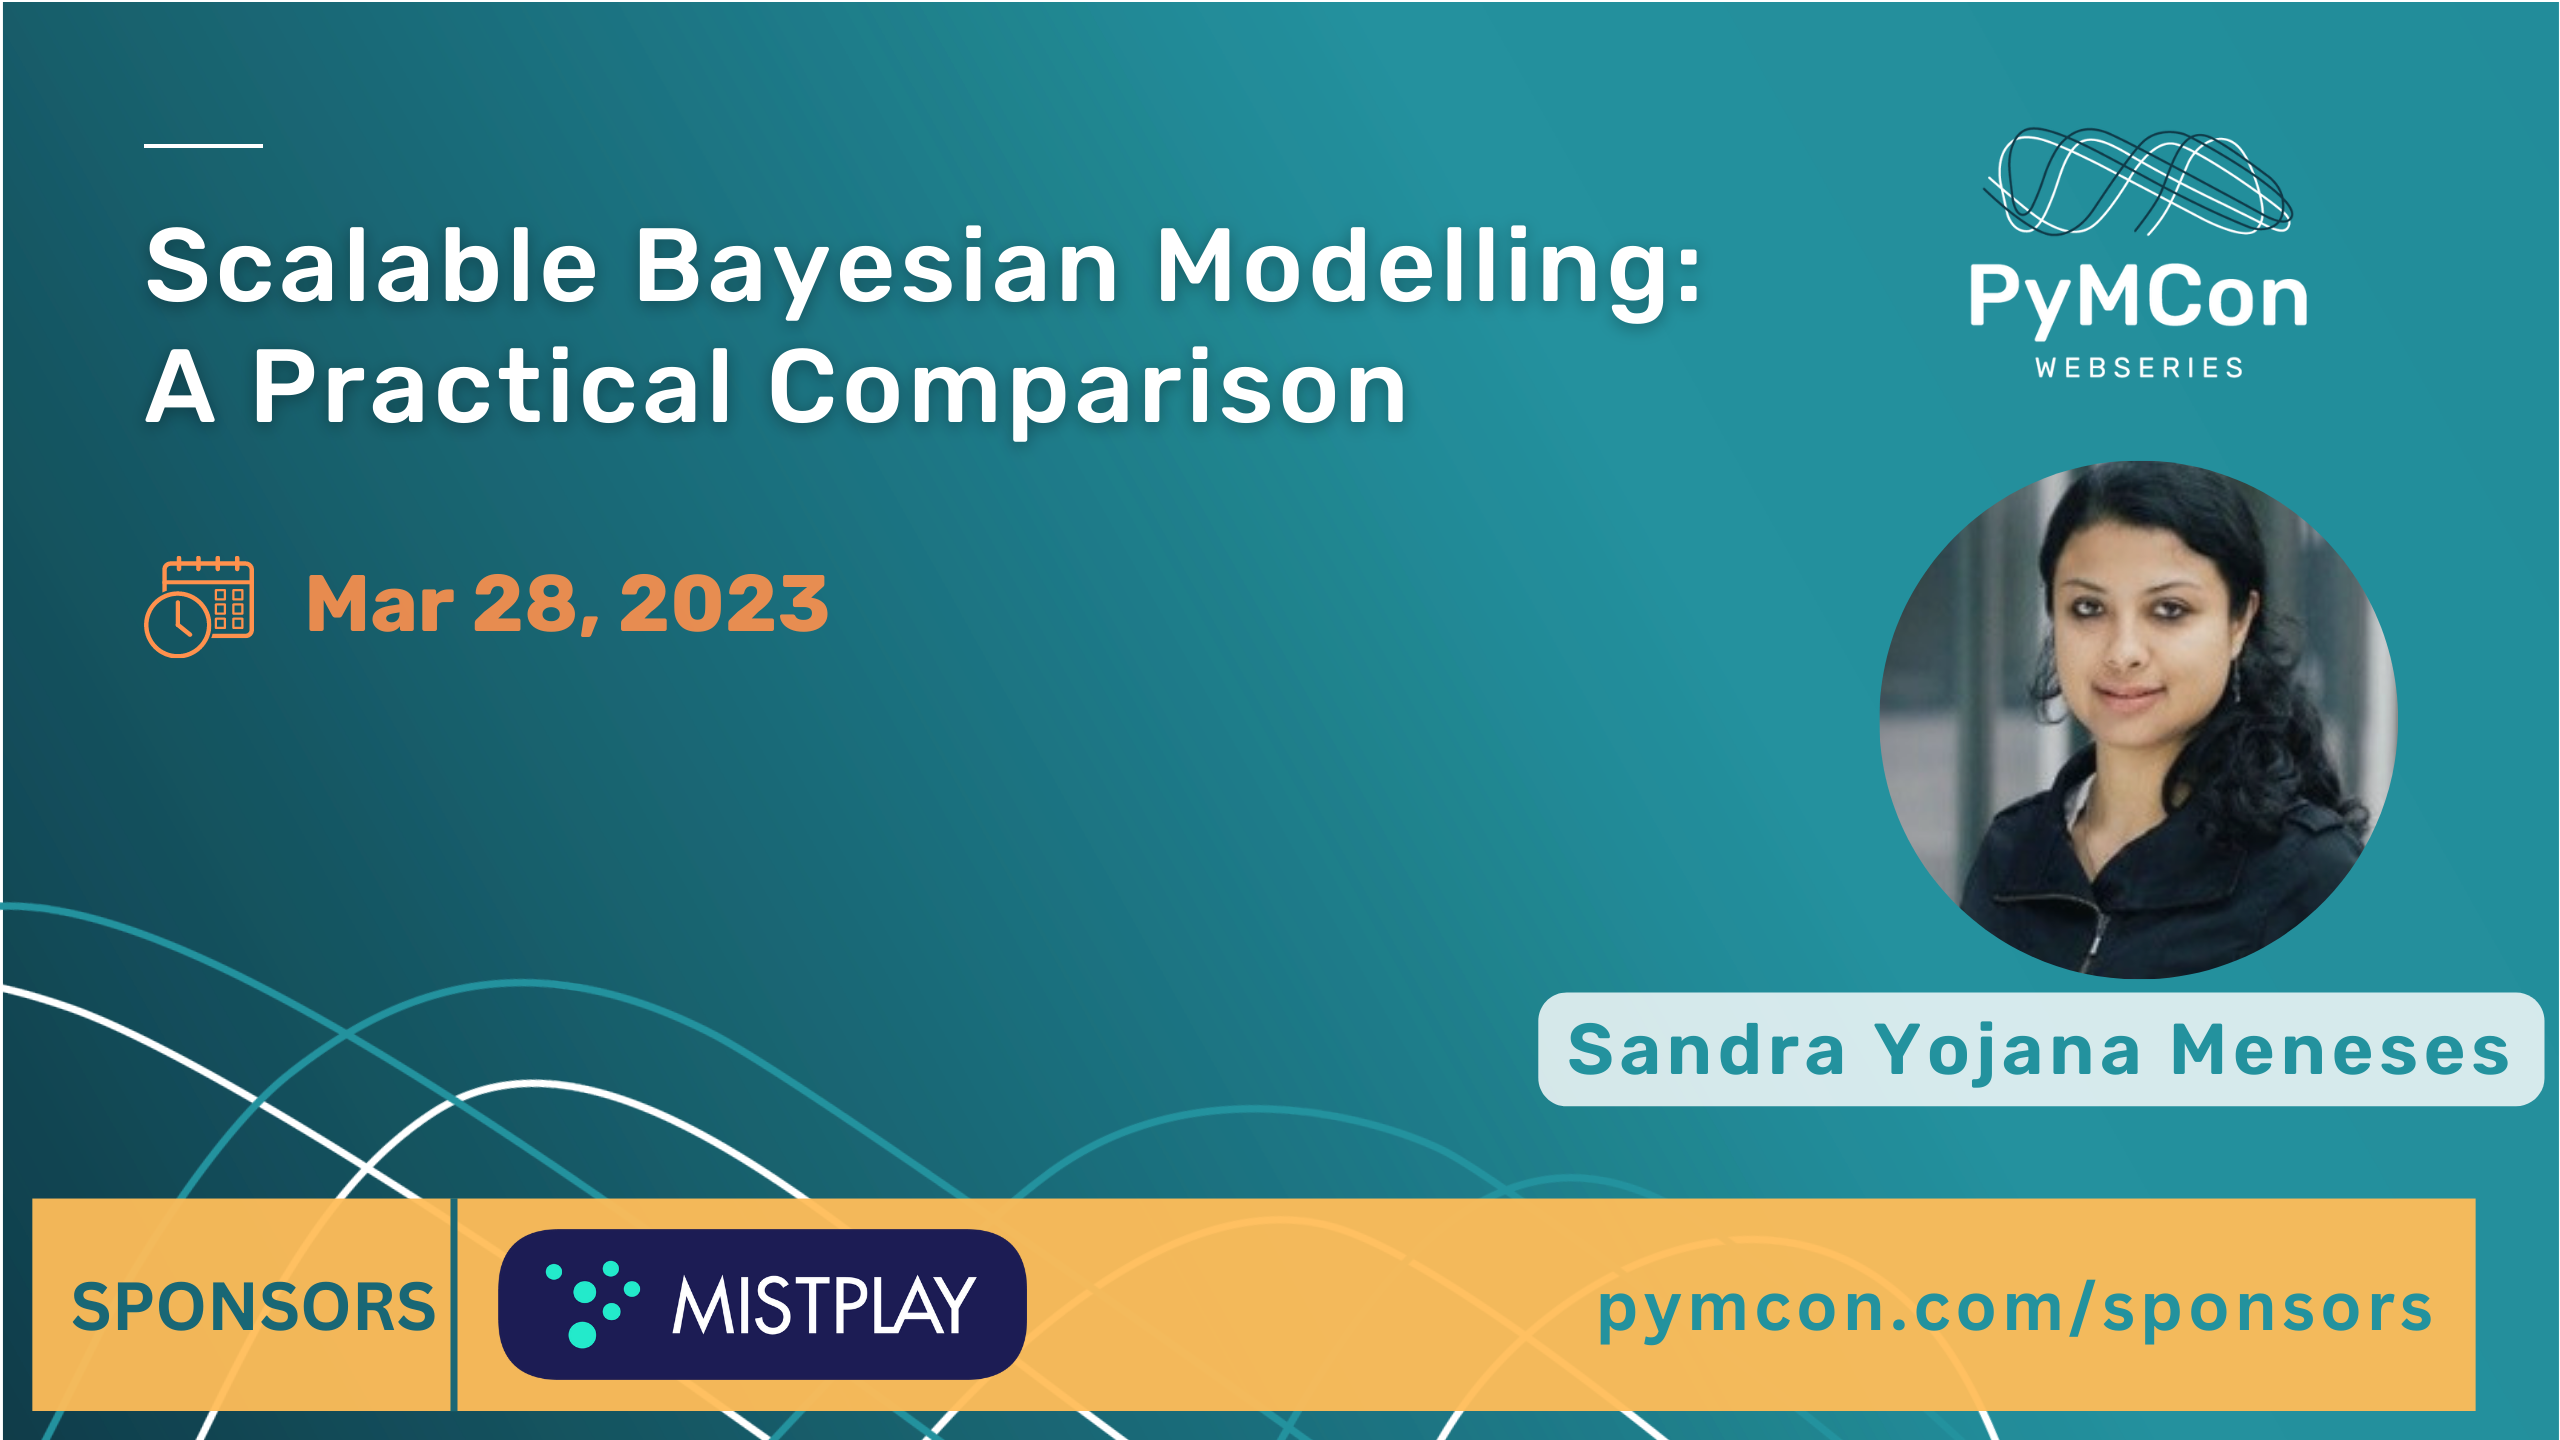 Scalable Bayesian Modelling:
A Practical Comparison
Mar 28, 2023
PyMCon
WEBSERIES
Sandra Yojana Meneses
SPONSORS
MISTPLAY
pymcon.com/sponsors